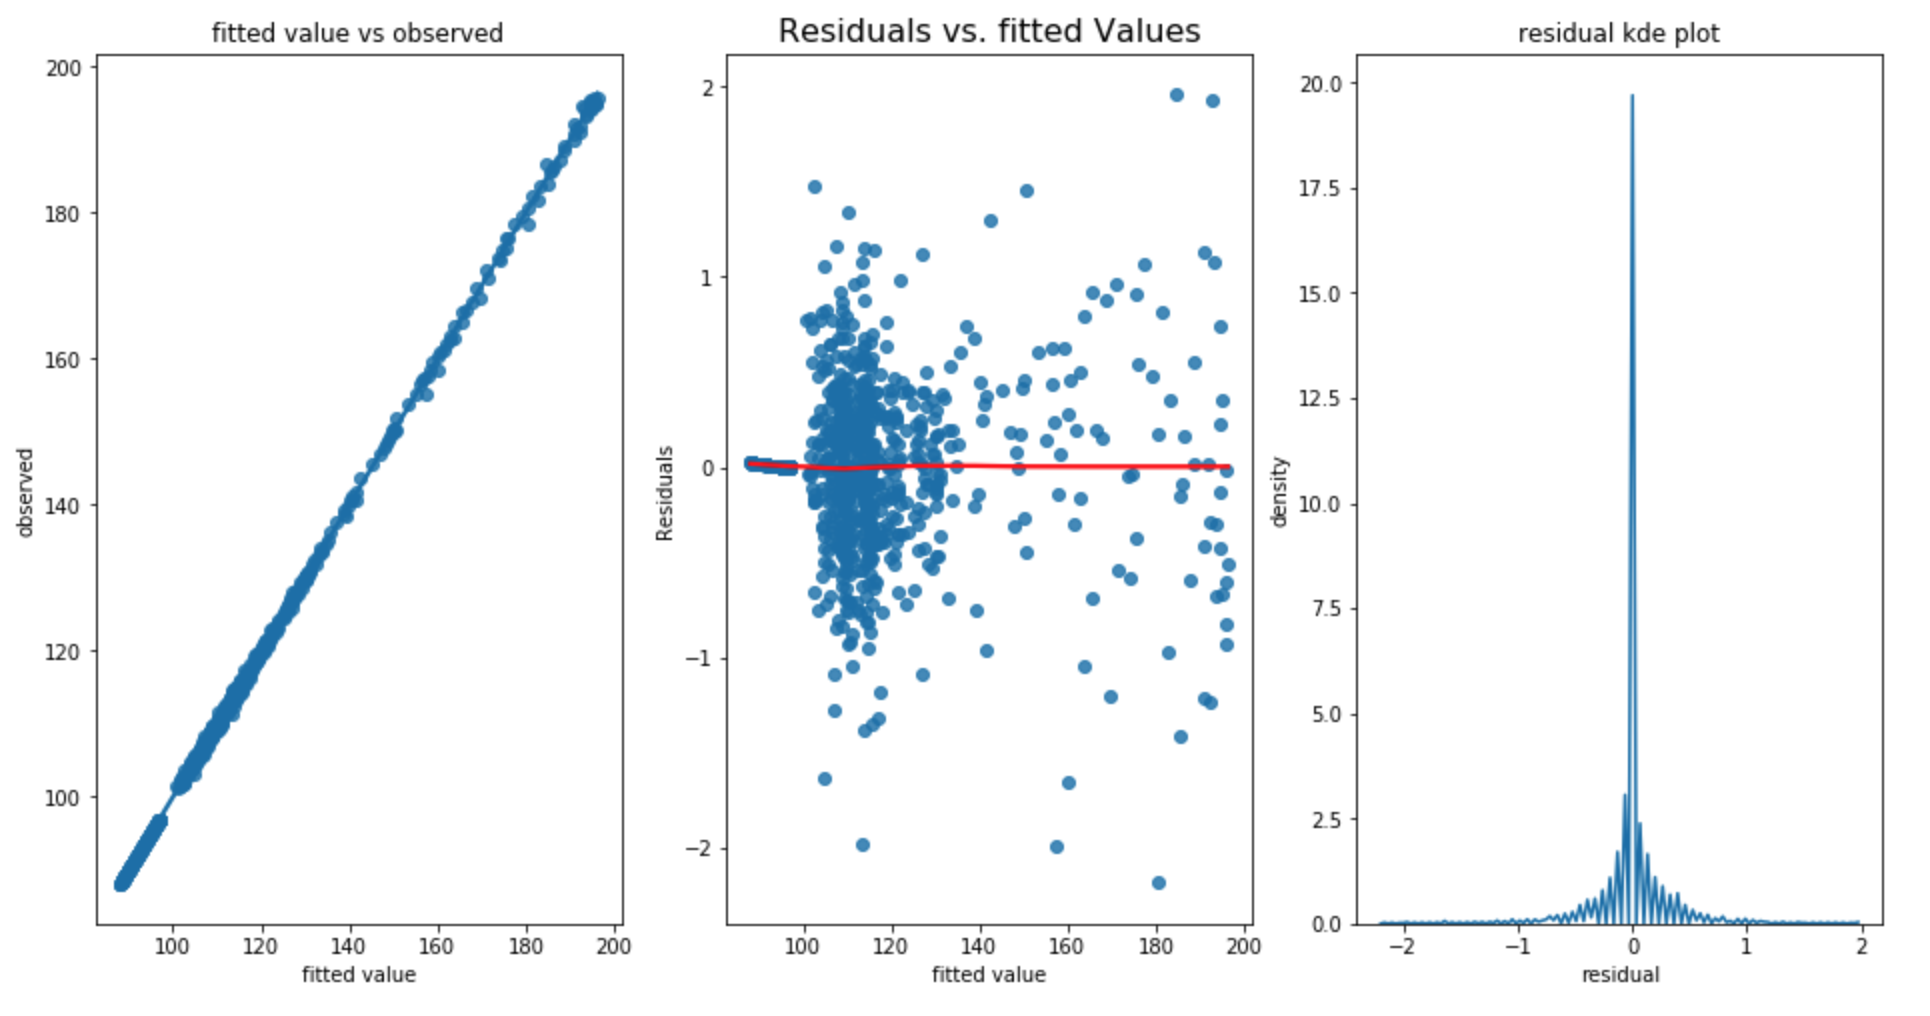 fitted value vs observed
200
180
160
140
120
100
observed
100 120 140 160 180 200
fitted value
Residuals vs. fitted Values
2
1
0
−1
−2
Residuals
100 120 140 160 180 200
fitted value
residual kde plot
20.0
17.5
15.0
12.5
10.0
7.5
5.0
2.5
0.0
density
−2 −1 0 1 2
residual